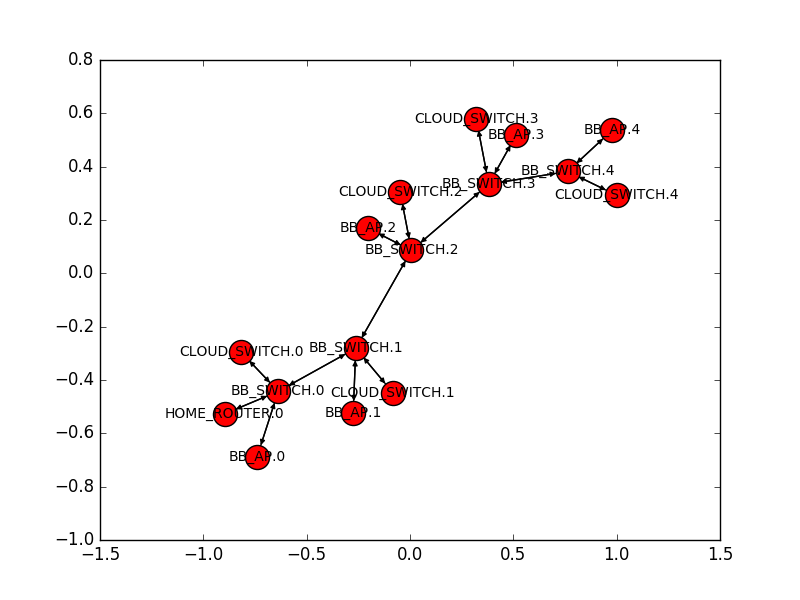 0.8
0.6
0.4
0.2
0.0
−0.2
−0.4
−0.6
−0.8
−1.0
CLOUD_SWITCH.3
BB_AP.3
BB_AP.4
BB_SWITCH.4
BB_SWITCH.3
CLOUD_SWITCH.4
CLOUD_SWITCH.2
BB_AP.2
BB_SWITCH.2
BB_SWITCH.1
CLOUD_SWITCH.0
BB_SWITCH.0
CLOUD_SWITCH.1
HOME_ROUTER.0
BB_AP.1
BB_AP.0
−1.5 −1.0 −0.5 0.0 0.5 1.0 1.5